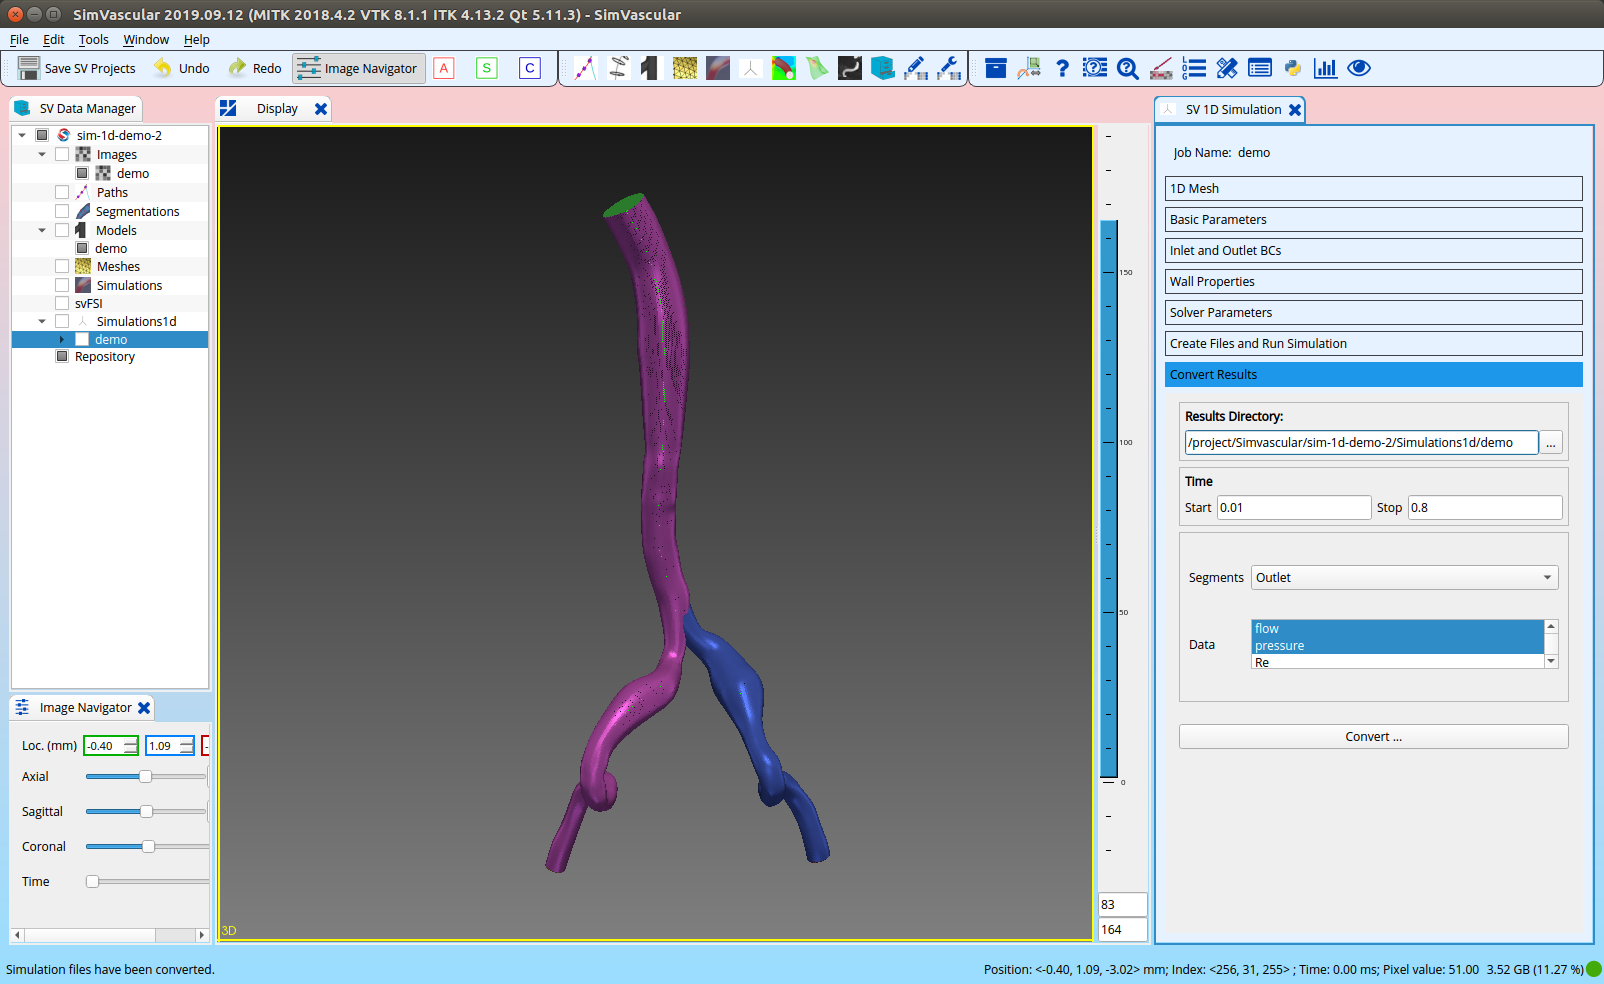 SimVascular 2019.09.12 (MITK 2018.4.2 VTK 8.1.1 ITK 4.13.2 Qt 5.11.3) - SimVascular
File Edit Tools Window Help
Save SV Projects Undo Redo Image Navigator A S C
SV Data Manager
sim-1d-demo-2
Images
demo
Paths
Segmentations
Models
demo
Meshes
Simulations
svFSI
Simulations1d
demo
Repository
Image Navigator
Loc. (mm) -0.40 1.09
Axial
Sagittal
Coronal
Time
Display
3D
150
100
50
0
83
164
SV 1D Simulation
Job Name: demo
1D Mesh
Basic Parameters
Inlet and Outlet BCs
Wall Properties
Solver Parameters
Create Files and Run Simulation
Convert Results
Results Directory:
/project/Simvascular/sim-1d-demo-2/Simulations1d/demo ...
Time
Start 0.01 Stop 0.8
Segments Outlet
Data
flow
pressure
Re
Convert ...
Simulation files have been converted.
Position: <-0.40, 1.09, -3.02> mm; Index: <256, 31, 255> ; Time: 0.00 ms; Pixel value: 51.00 3.52 GB (11.27 %)